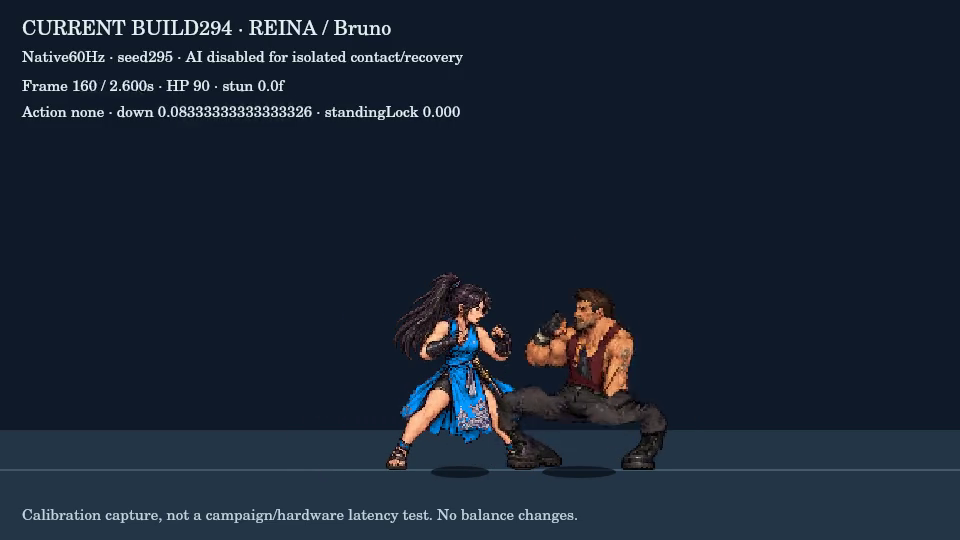 CURRENT BUILD294 · REINA / Bruno
Native60Hz · seed295 · AI disabled for isolated contact/recovery
Frame 160 / 2.600s · HP 90 · stun 0.0f
Action none · down 0.08333333333333326 · standingLock 0.000
Calibration capture, not a campaign/hardware latency test. No balance changes.